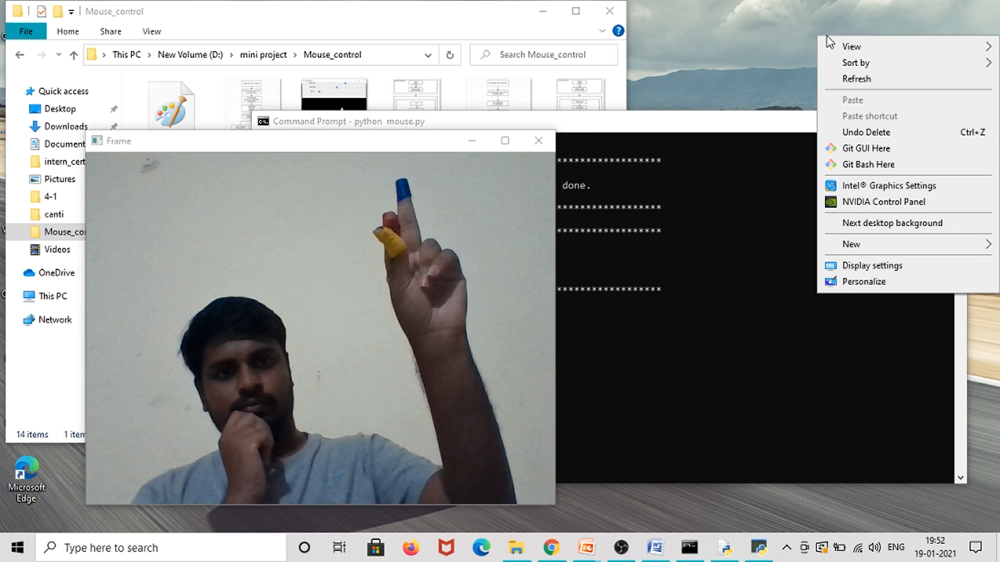 Mouse_control
File Home Share View
This PC New Volume (D:) mini project Mouse_control
Search Mouse_control
Quick access
Desktop
Downloads
Document
intern_cert
Pictures
4-1
canti
Mouse_co
Videos
OneDrive
This PC
Network
14 items 1 item
Command Prompt - python mouse.py
Frame
******************
done.
******************
******************
******************
View
Sort by
Refresh
Paste
Paste shortcut
Undo Delete Ctrl+Z
Git GUI Here
Git Bash Here
Intel® Graphics Settings
NVIDIA Control Panel
Next desktop background
New
Display settings
Personalize
Microsoft
Edge
Type here to search
ENG
19:52
19-01-2021